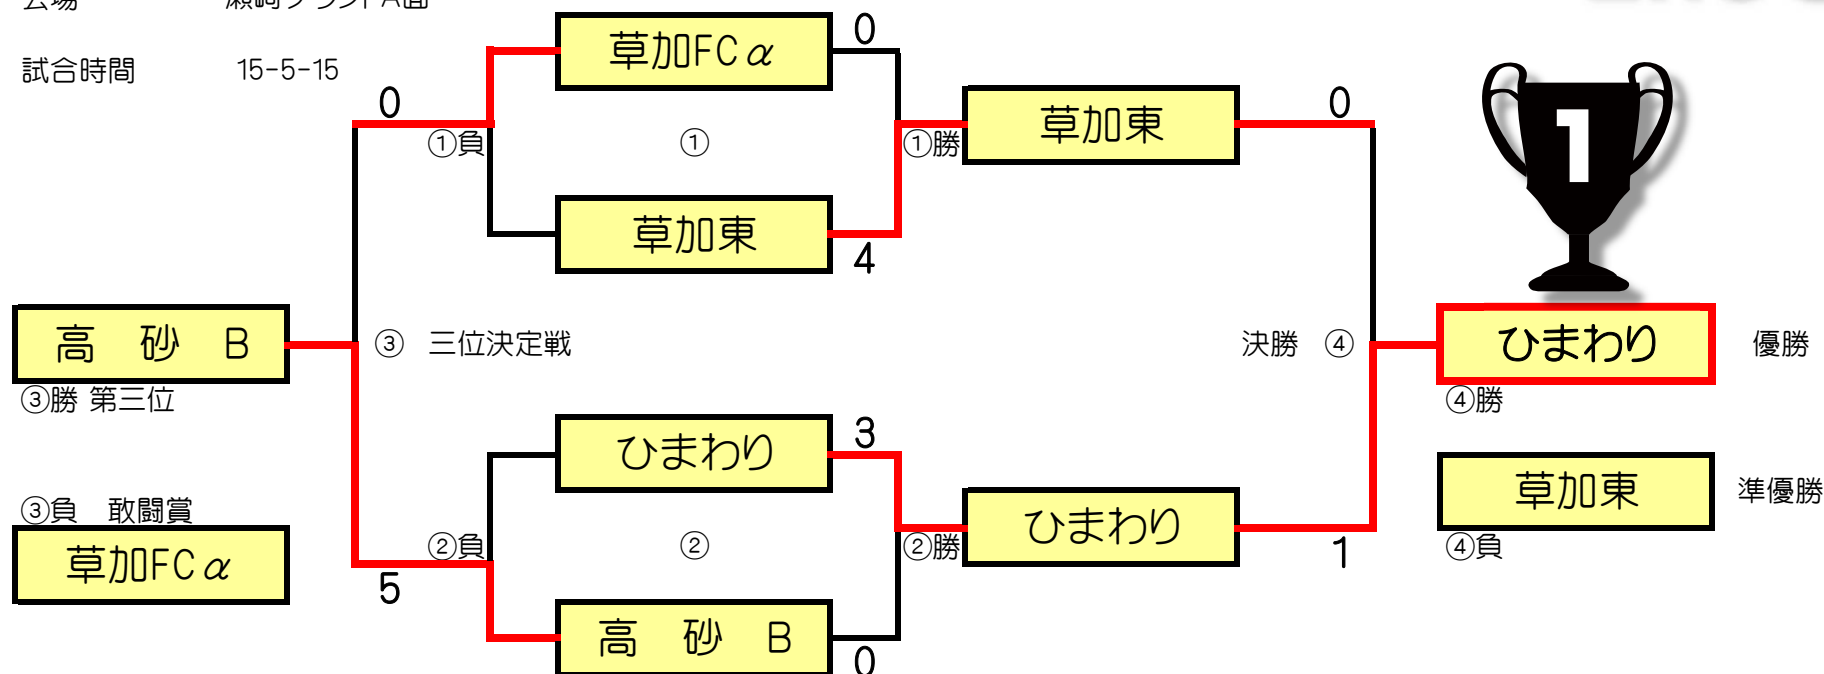 試合時間 15-5-15
草加FCα 0
0
①負 ① ①勝 草加東 0
草加東
4
1
高 砂 B
③ 三位決定戦
決勝 ④
ひまわり 優勝
③勝 第三位
④勝
ひまわり 3
草加東 準優勝
③負 敢闘賞
②負 ② ②勝 ひまわり
④負
草加FCα
5
1
高 砂 B
0